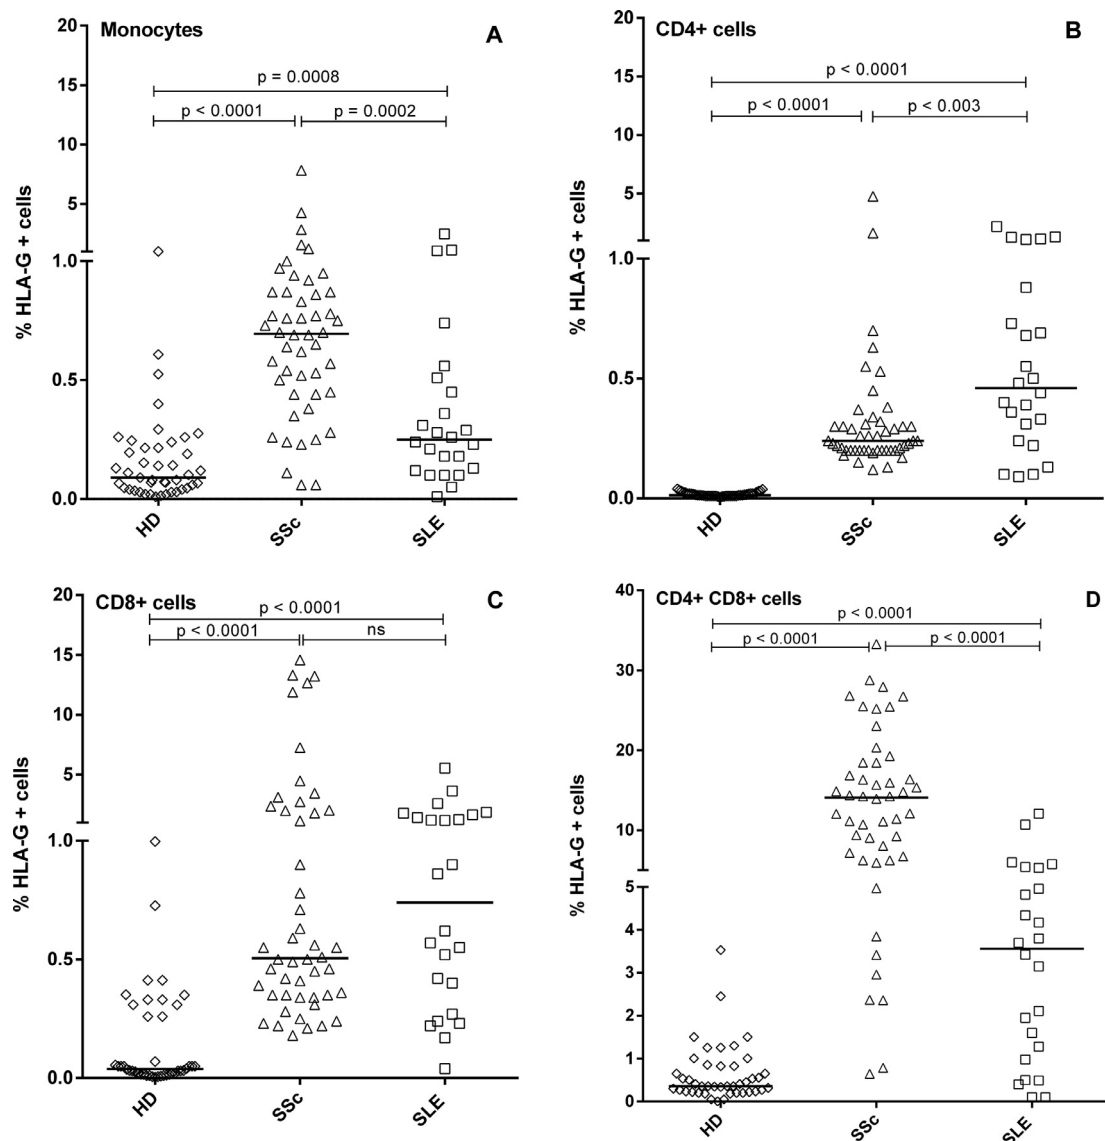 Monocytes
A
% HLA-G + cells
20
15
10
5
1.0
0.5
0.0
p = 0.0008
p < 0.0001
p = 0.0002
HD
SSc
SLE
CD4+ cells
B
% HLA-G + cells
20
15
10
5
1.0
0.5
0.0
p < 0.0001
p < 0.0001
p < 0.003
HD
SSc
SLE
CD8+ cells
C
% HLA-G + cells
20
15
10
5
1.0
0.5
0.0
p < 0.0001
p < 0.0001
ns
HD
SSc
SLE
CD4+ CD8+ cells
D
% HLA-G + cells
40
30
20
10
5
4
3
2
1
0
p < 0.0001
p < 0.0001
p < 0.0001
HD
SSc
SLE